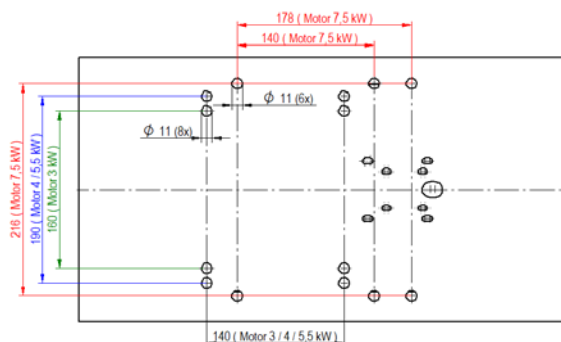 178 ( Motor 7,5 kW )
140 ( Motor 7,5 kW )
ϕ 11 (6x)
ϕ 11 (8x)
216 ( Motor 7,5 kW )
190 ( Motor 4 / 5,5 kW )
160 ( Motor 3 kW )
140 ( Motor 3 / 4 / 5,5 kW )